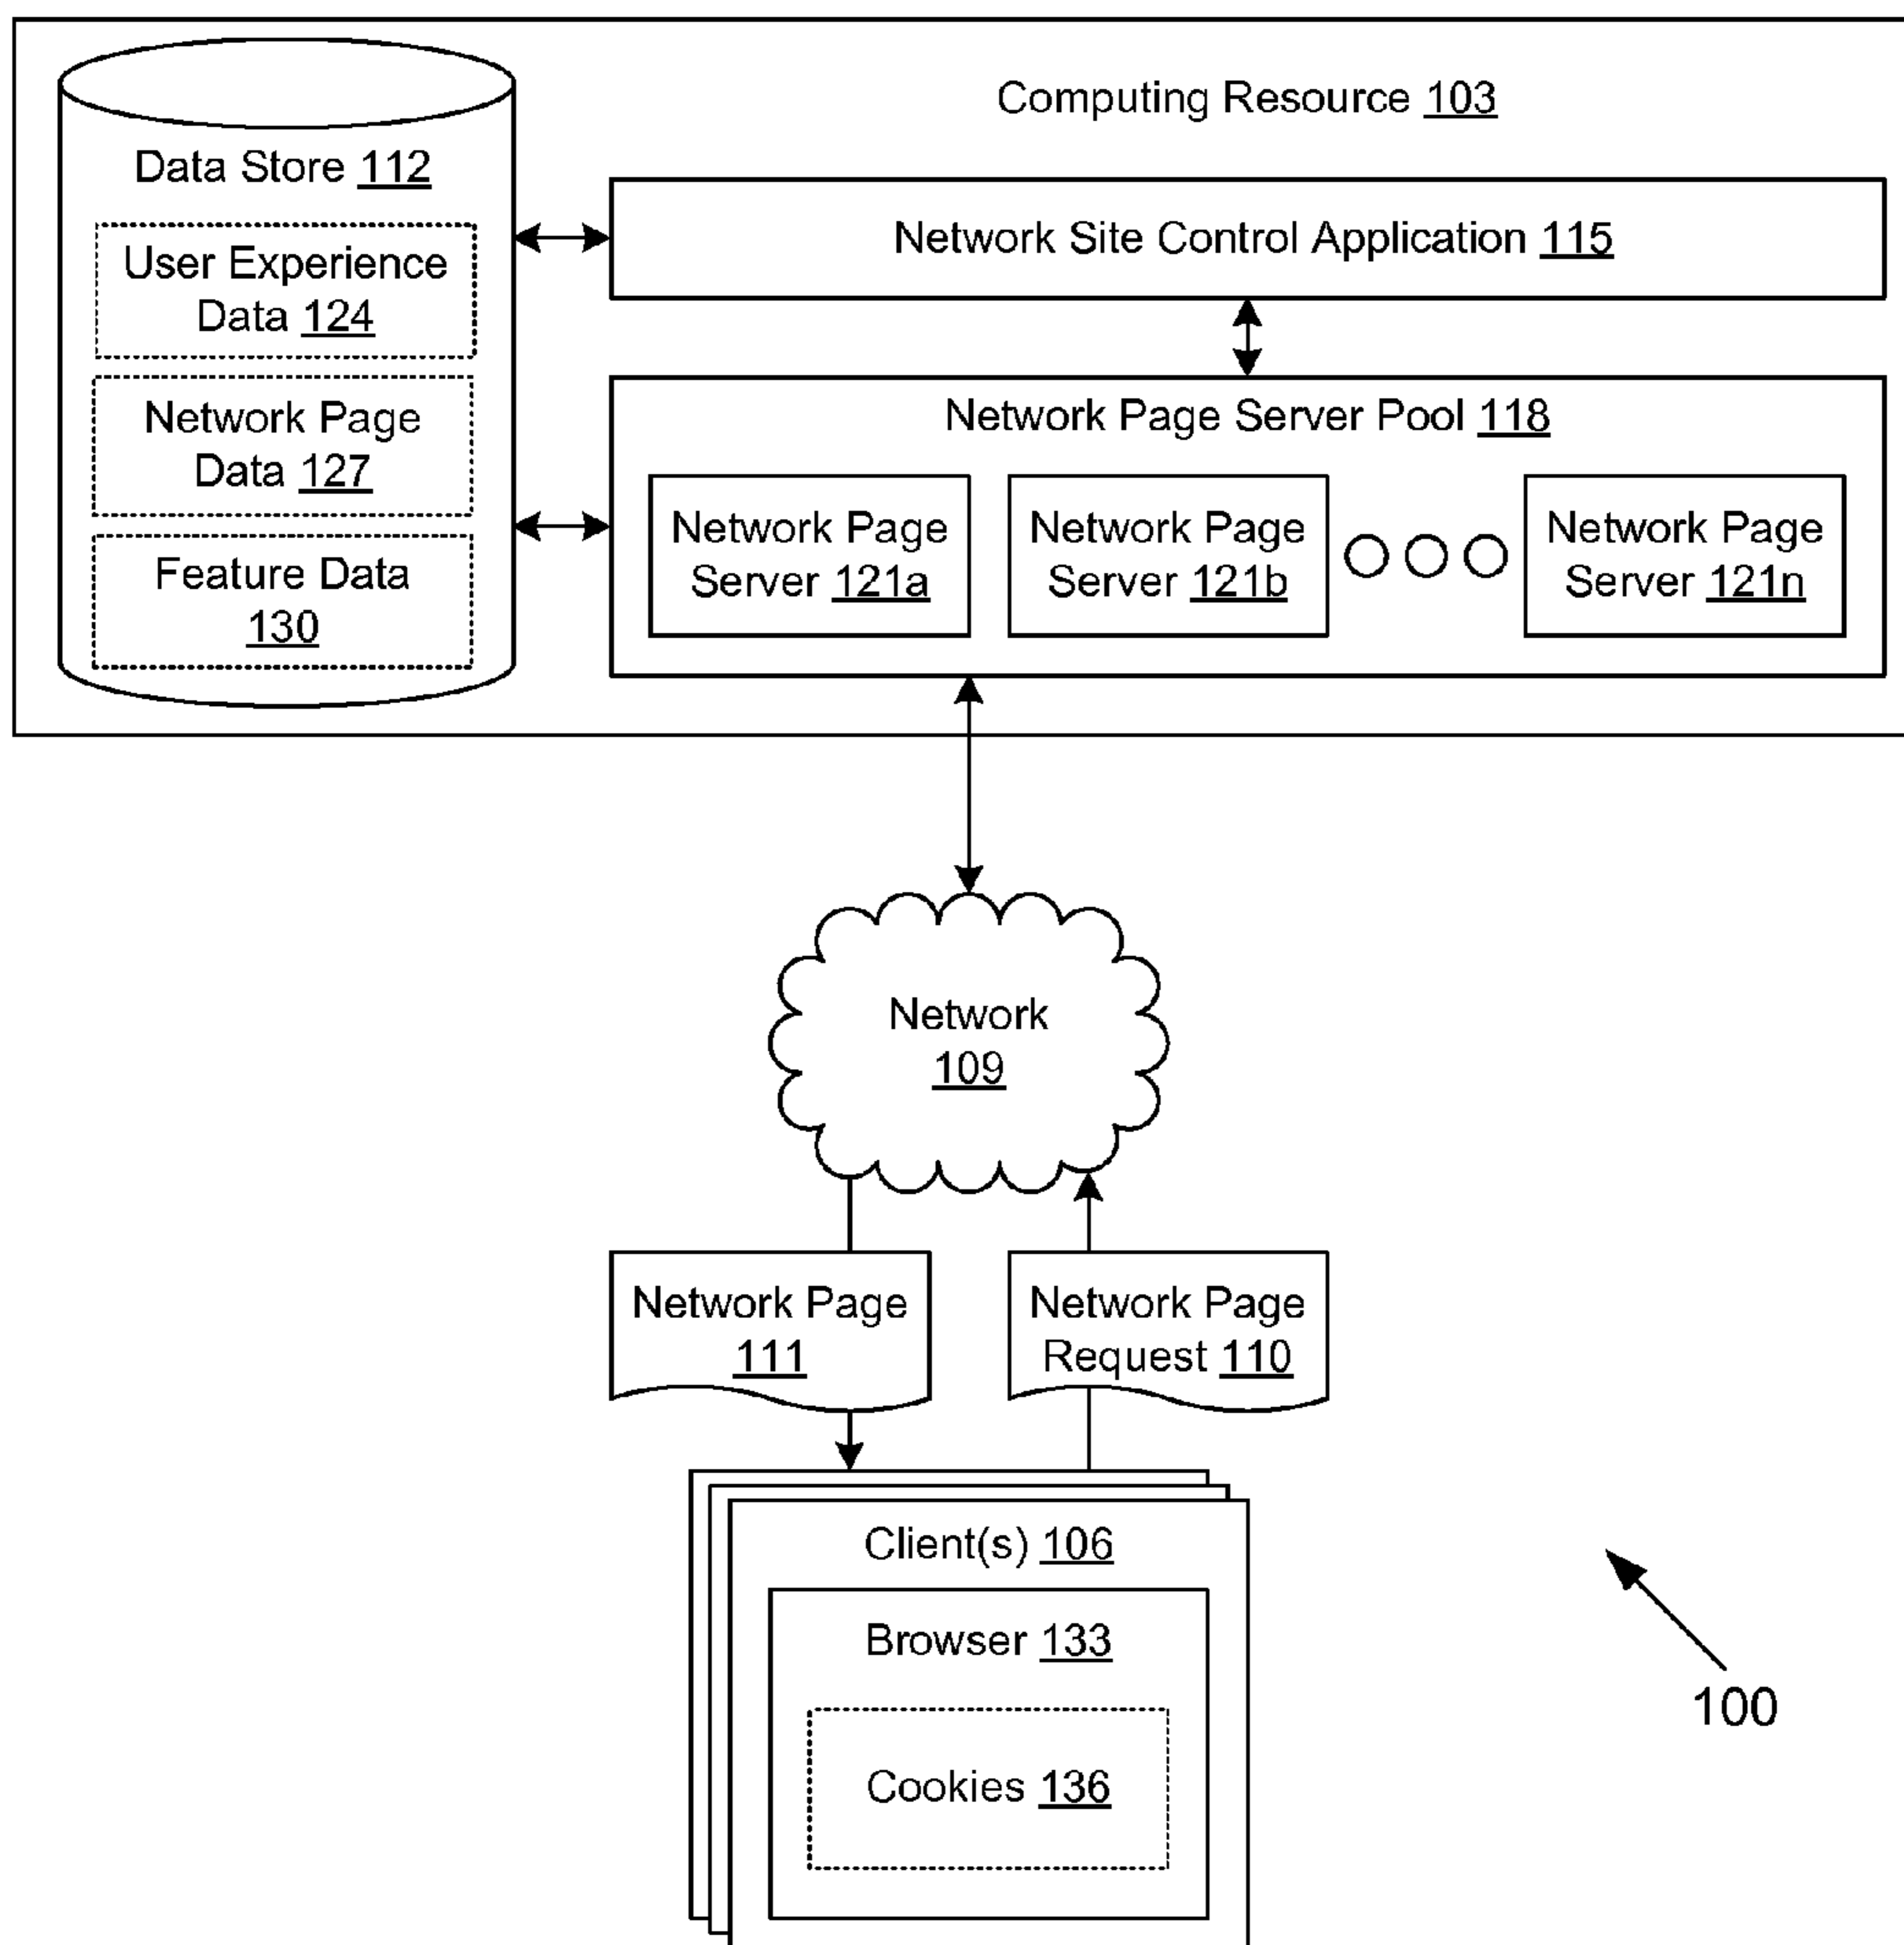 Computing Resource 103
Data Store 112
User Experience
Data 124
Network Page
Data 127
Feature Data
130
Network Site Control Application 115
Network Page Server Pool 118
Network Page
Server 121a
Network Page
Server 121b
Network Page
Server 121n
Network
109
Network Page
111
Network Page
Request 110
Client(s) 106
Browser 133
Cookies 136
100